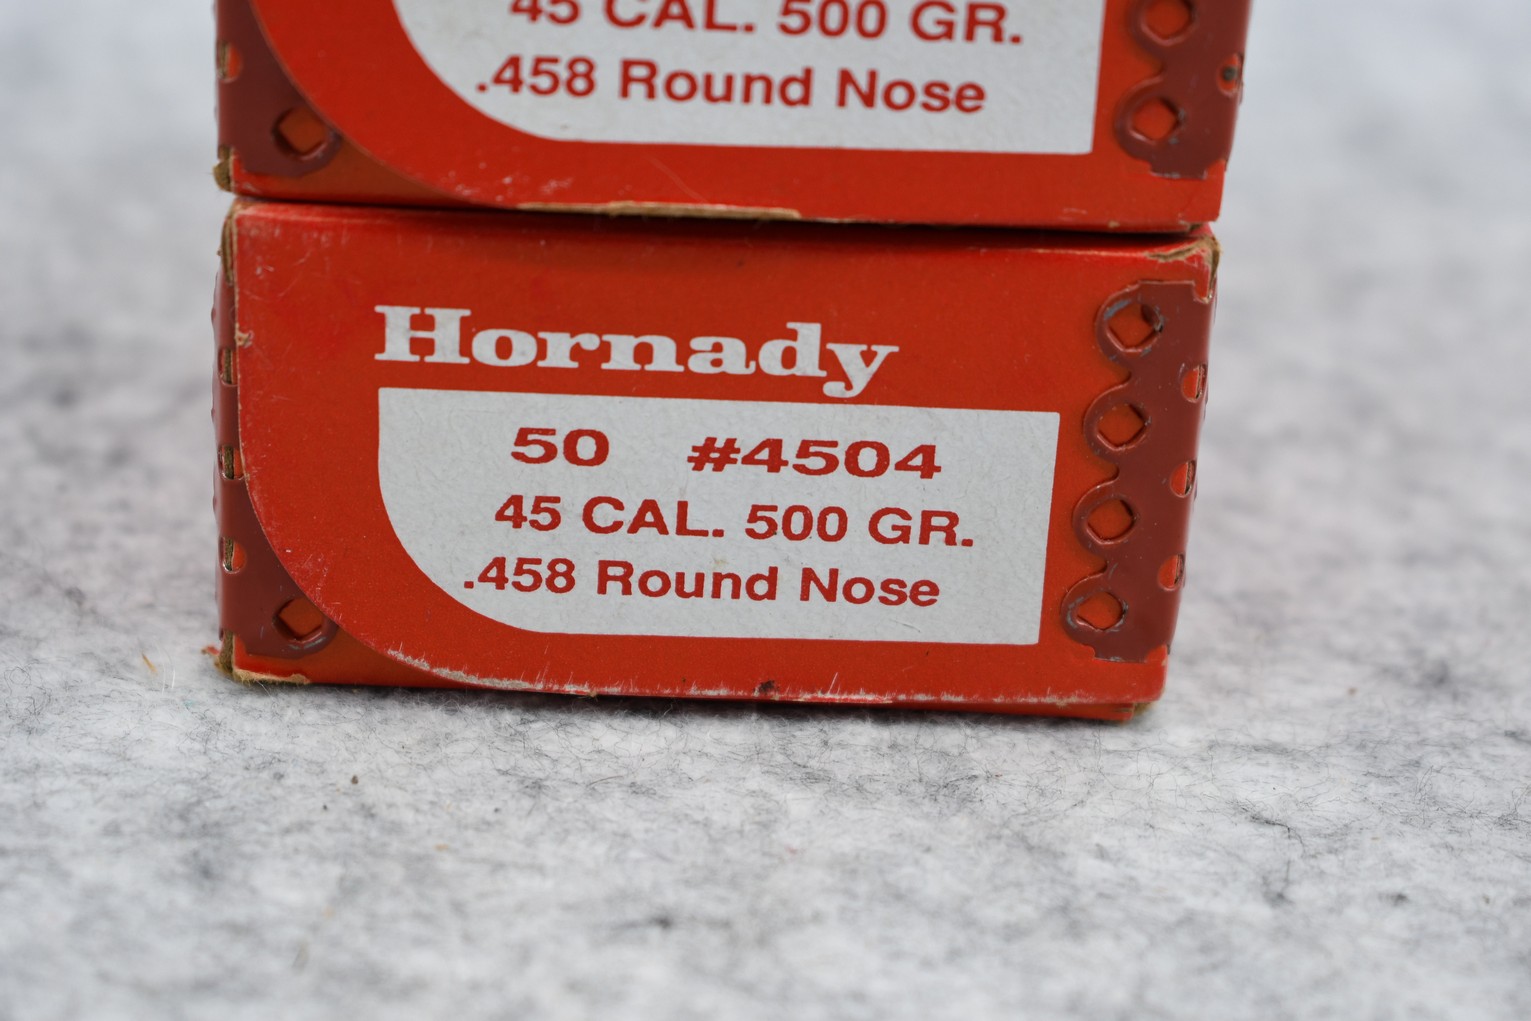 45 CAL. 500 GR.
.458 Round Nose
Hornady
50 #4504
45 CAL. 500 GR.
.458 Round Nose